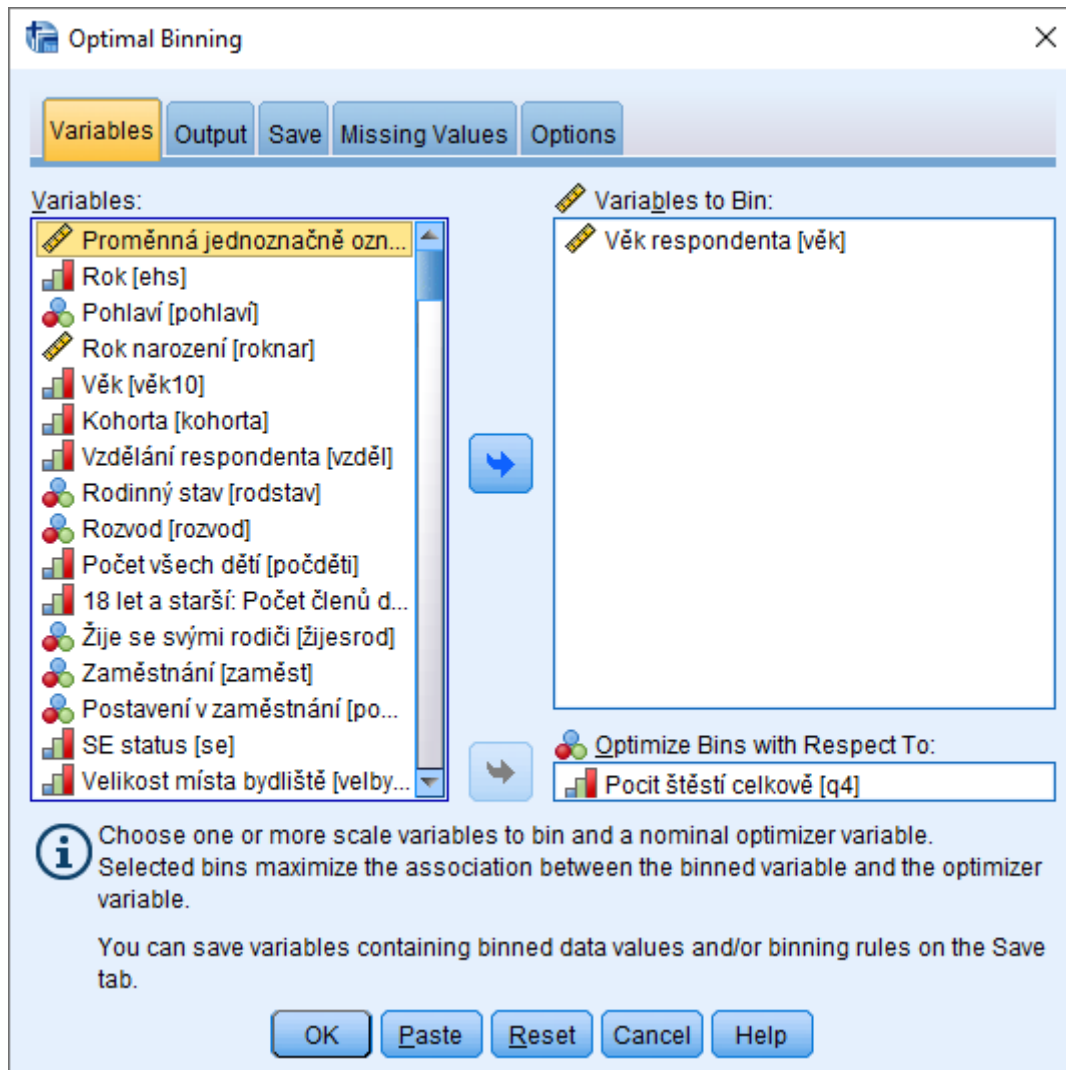 Optimal Binning
Variables
Output
Save
Missing Values
Options
Variables:
Proměnná jednoznačně ozn...
Rok [ehs]
Pohlaví [pohlaví]
Rok narození [roknar]
Věk [věk10]
Kohorta [kohorta]
Vzdělání respondenta [vzděl]
Rodinný stav [rodstav]
Rozvod [rozvod]
Počet všech dětí [počděti]
18 let a starší: Počet členů d...
Žije se svými rodiči [žijesrod]
Zaměstnání [zaměst]
Postavení v zaměstnání [po...
SE status [se]
Velikost místa bydliště [velby...
Variables to Bin:
Věk respondenta [věk]
Optimize Bins with Respect To:
Pocit štěstí celkově [q4]
Choose one or more scale variables to bin and a nominal optimizer variable.
Selected bins maximize the association between the binned variable and the optimizer
variable.
You can save variables containing binned data values and/or binning rules on the Save
tab.
OK
Paste
Reset
Cancel
Help